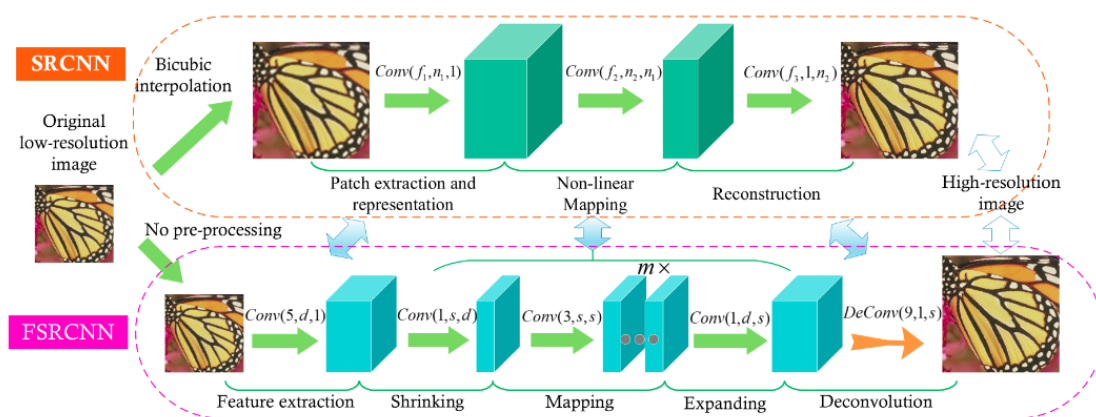 SRCNN
Bicubic
interpolation
Conv(f₁,n₁,1)
Conv(f₂,n₂,n₁)
Conv(f₃,1,n₂)
Original
low-resolution
image
Patch extraction and
representation
Non-linear
Mapping
Reconstruction
High-resolution
image
No pre-processing
FSRCNN
m×
Conv(5,d,1)
Conv(1,s,d)
Conv(3,s,s)
Conv(1,d,s)
DeConv(9,1,s)
Feature extraction
Shrinking
Mapping
Expanding
Deconvolution